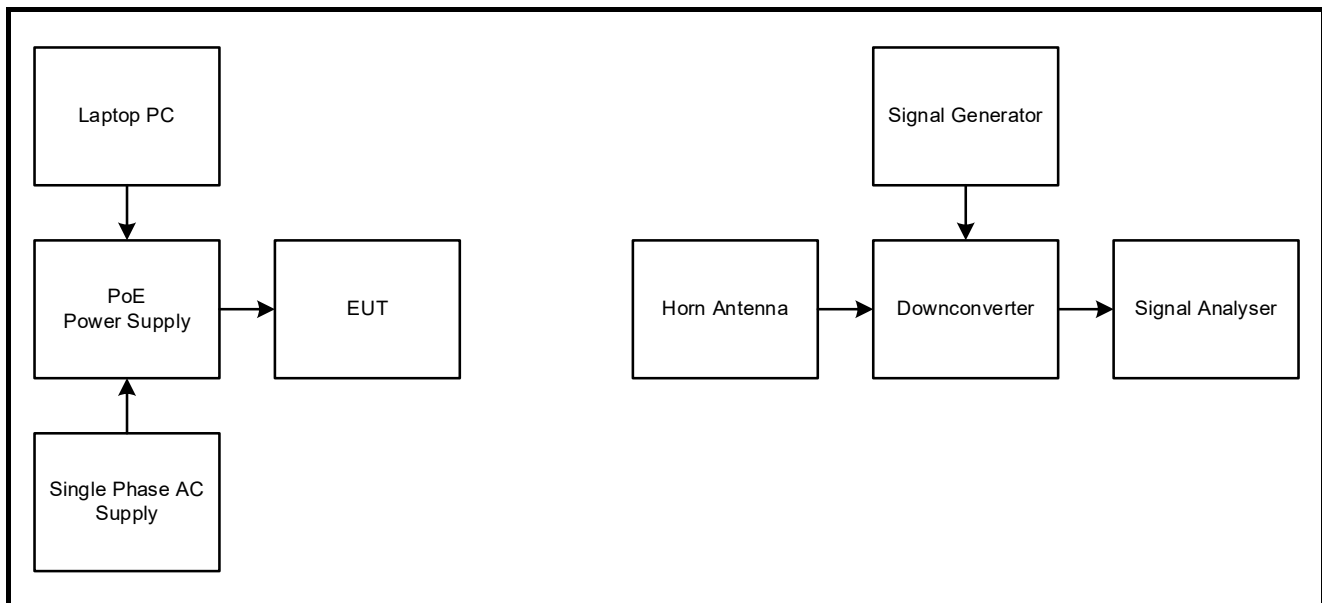 Laptop PC
Signal Generator
PoE
Power Supply
EUT
Horn Antenna
Downconverter
Signal Analyser
Single Phase AC
Supply